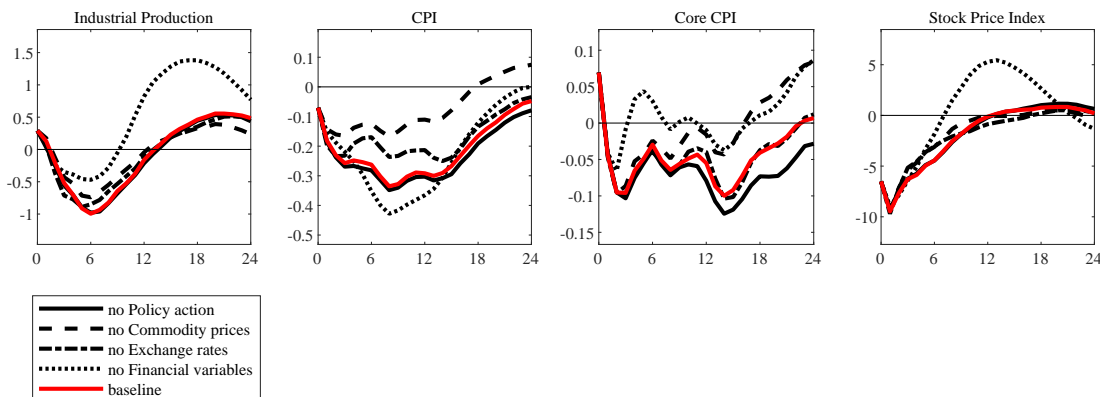 Industrial Production CPI Core CPI Stock Price Index
1.5
1
0.5
0
-0.5
-1
0 6 12 18 24
0.1
0
-0.1
-0.2
-0.3
-0.4
-0.5
0 6 12 18 24
0.1
0.05
0
-0.05
-0.1
-0.15
0 6 12 18 24
5
0
-5
-10
0 6 12 18 24
no Policy action
no Commodity prices
no Exchange rates
no Financial variables
baseline